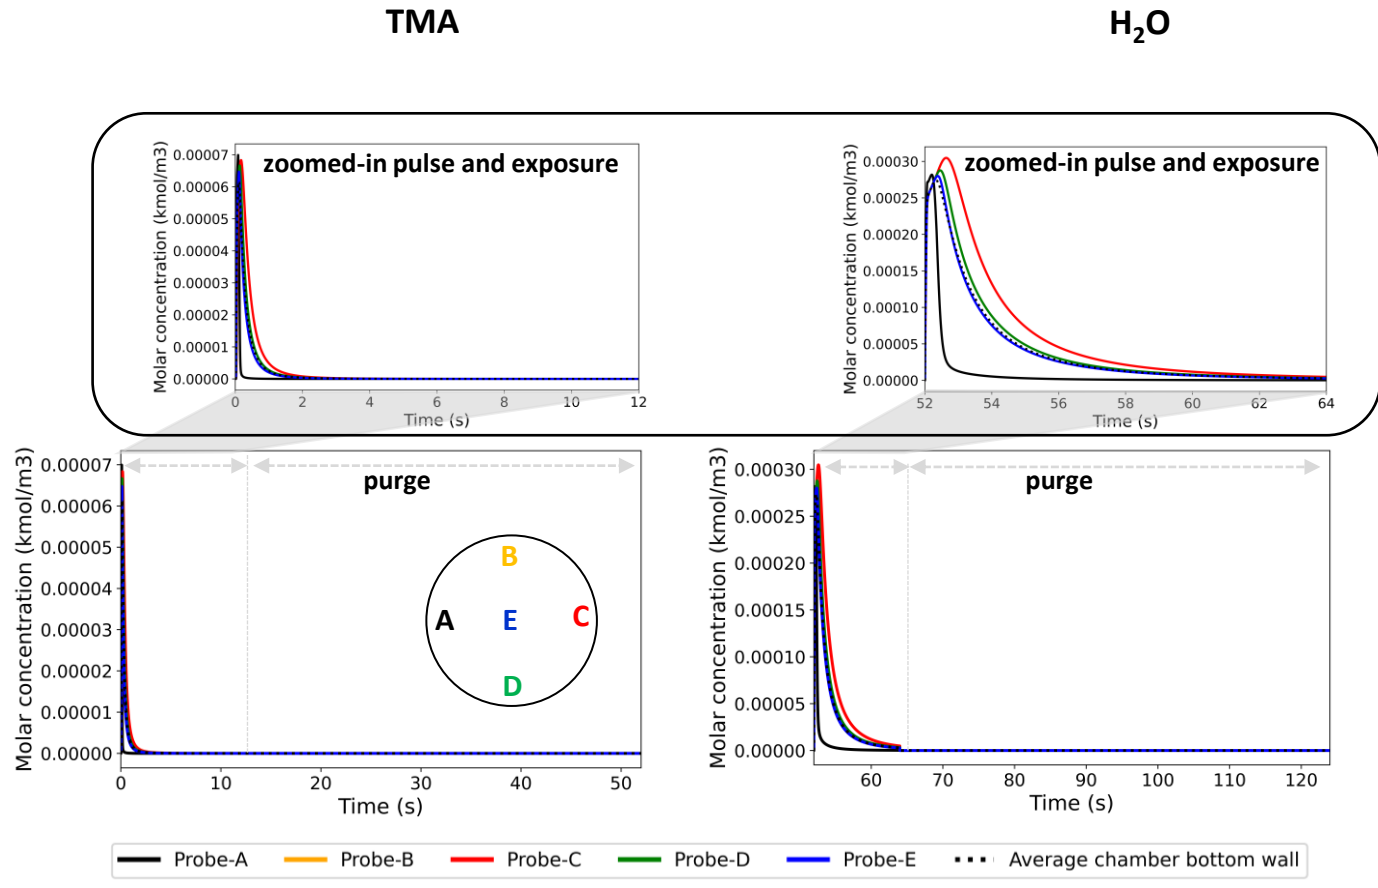 TMA
H₂O
zoomed-in pulse and exposure
Molar concentration (kmol/m3)
0.00007
0.00006
0.00005
0.00004
0.00003
0.00002
0.00001
0.00000
0 2 4 6 8 10 12
Time (s)
zoomed-in pulse and exposure
Molar concentration (kmol/m3)
0.00030
0.00025
0.00020
0.00015
0.00010
0.00005
0.00000
52 54 56 58 60 62 64
Time (s)
purge
Molar concentration (kmol/m3)
0.00007
0.00006
0.00005
0.00004
0.00003
0.00002
0.00001
0.00000
B
A E C
D
0 10 20 30 40 50
Time (s)
purge
Molar concentration (kmol/m3)
0.00030
0.00025
0.00020
0.00015
0.00010
0.00005
0.00000
60 70 80 90 100 110 120
Time (s)
Probe-A Probe-B Probe-C Probe-D Probe-E Average chamber bottom wall